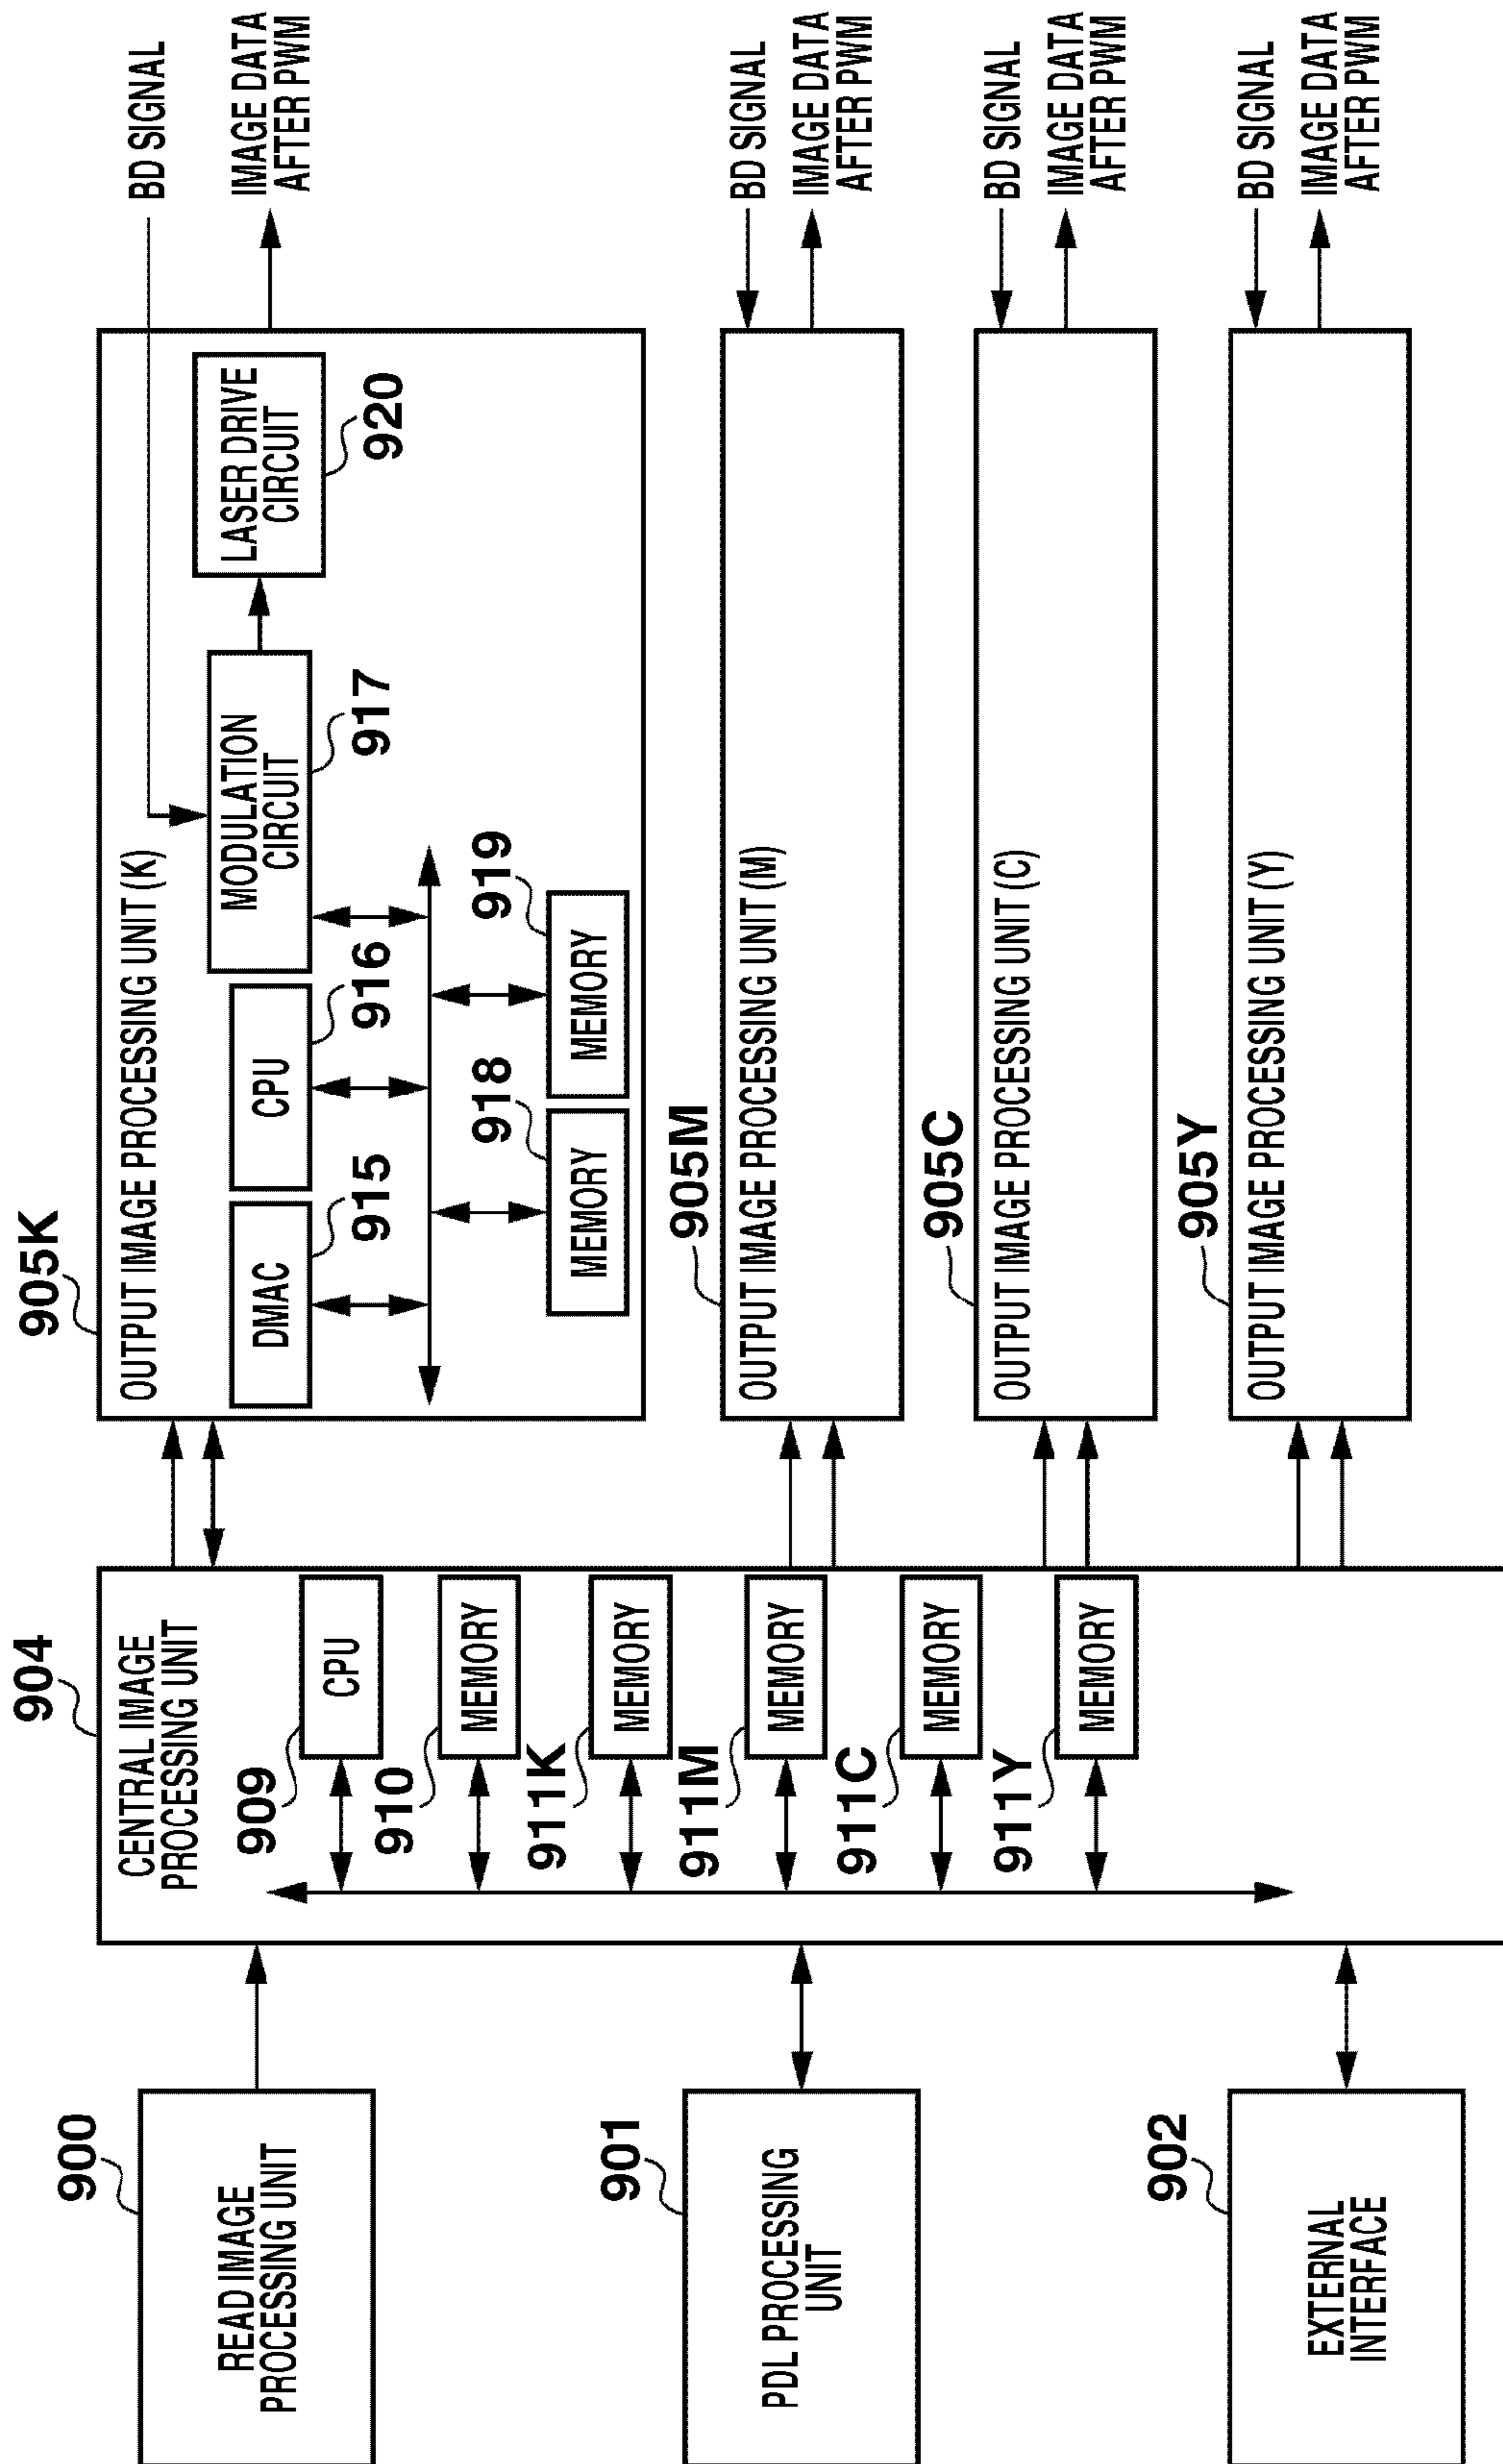 900
READ IMAGE
PROCESSING UNIT
901
PDL PROCESSING
UNIT
902
EXTERNAL
INTERFACE
904
CENTRAL IMAGE
PROCESSING UNIT
909
CPU
910
MEMORY
911K
MEMORY
911M
MEMORY
911C
MEMORY
911Y
MEMORY
905K
OUTPUT IMAGE PROCESSING UNIT (K)
DMAC
915
CPU
916
MODULATION
CIRCUIT
917
LASER DRIVE
CIRCUIT
920
918
MEMORY
919
MEMORY
BD SIGNAL
IMAGE DATA
AFTER PWM
905M
OUTPUT IMAGE PROCESSING UNIT (M)
BD SIGNAL
IMAGE DATA
AFTER PWM
905C
OUTPUT IMAGE PROCESSING UNIT (C)
BD SIGNAL
IMAGE DATA
AFTER PWM
905Y
OUTPUT IMAGE PROCESSING UNIT (Y)
BD SIGNAL
IMAGE DATA
AFTER PWM